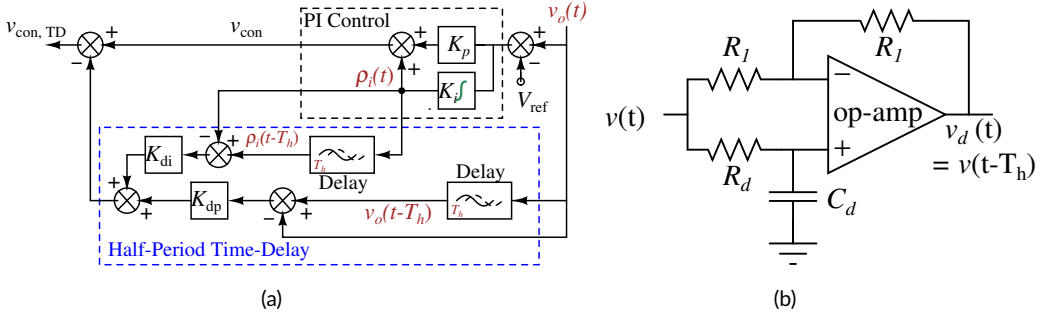 v_con, TD
+
−
v_con
PI Control
+
+
K_p
K_i∫
v_o(t)
+
−
V_ref
ρ_i(t)
−
+
ρ_i(t-T_h)
T_h
Delay
K_di
+
+
K_dp
−
+
v_o(t-T_h)
Delay
T_h
Half-Period Time-Delay
(a)
v(t)
R_1
R_1
R_d
−
+
op-amp
C_d
v_d (t)
= v(t-T_h)
(b)